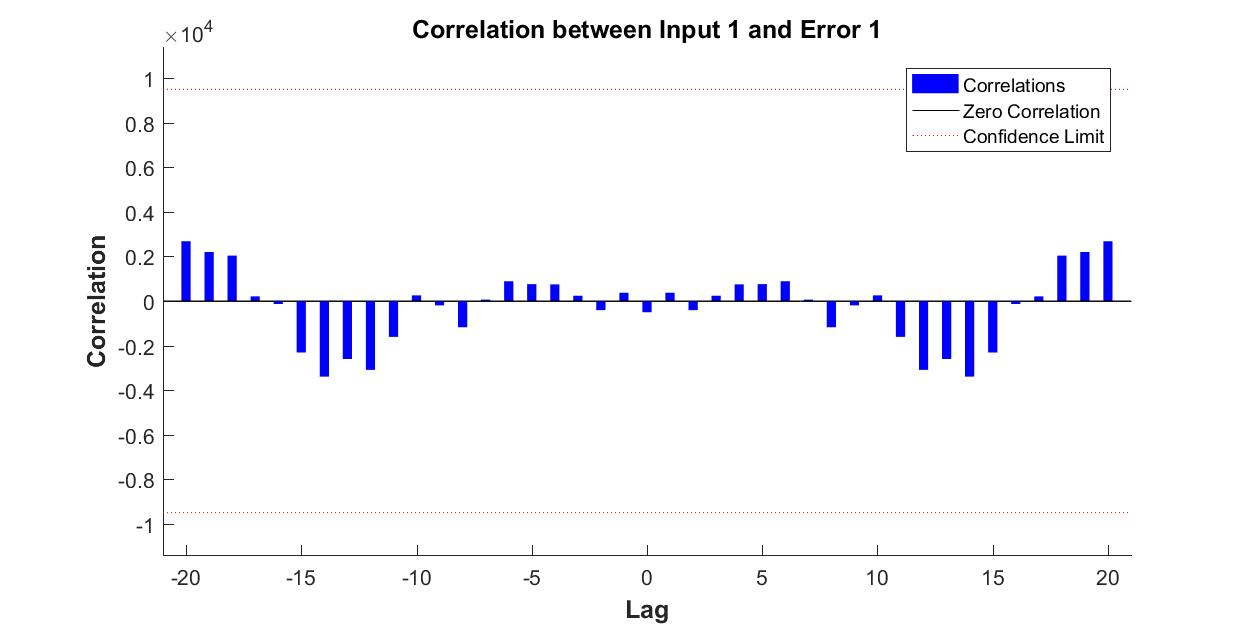 Correlation between Input 1 and Error 1
×10⁴
1
0.8
0.6
0.4
0.2
0
-0.2
-0.4
-0.6
-0.8
-1
Correlation
Correlations
Zero Correlation
Confidence Limit
-20 -15 -10 -5 0 5 10 15 20
Lag